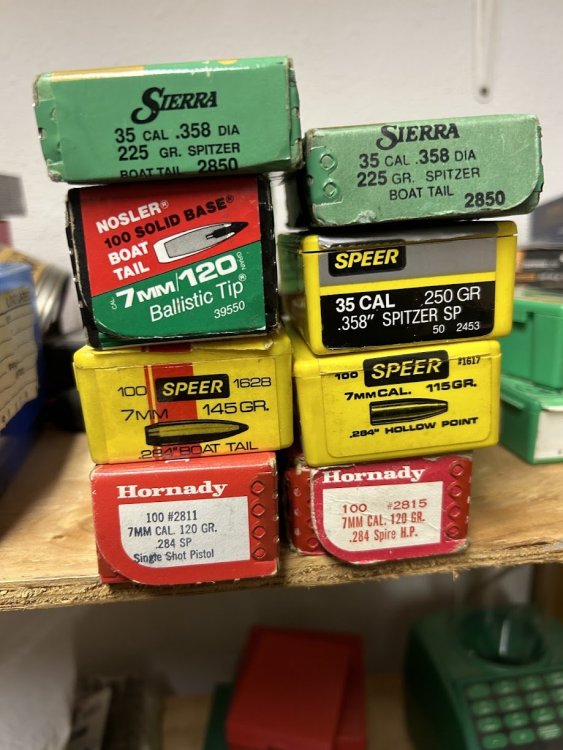 SIERRA
35 CAL .358 DIA
225 GR. SPITZER
BOAT TAIL 2850
SIERRA
35 CAL .358 DIA
225 GR. SPITZER
BOAT TAIL
2850
NOSLER®
100 SOLID BASE®
BOAT
TAIL
CAL. 7MM/120 GRAIN
Ballistic Tip®
39550
SPEER
35 CAL 250 GR
.358" SPITZER SP
50 2453
100 SPEER 1628
7MM 145GR.
.284" BOAT TAIL
100 SPEER #1617
7MM CAL. 115GR.
.284" HOLLOW POINT
Hornady
100 #2811
7MM CAL. 120 GR.
.284 SP
Single Shot Pistol
Hornady
100 #2815
7MM CAL. 120 GR.
.284 Spire H.P.